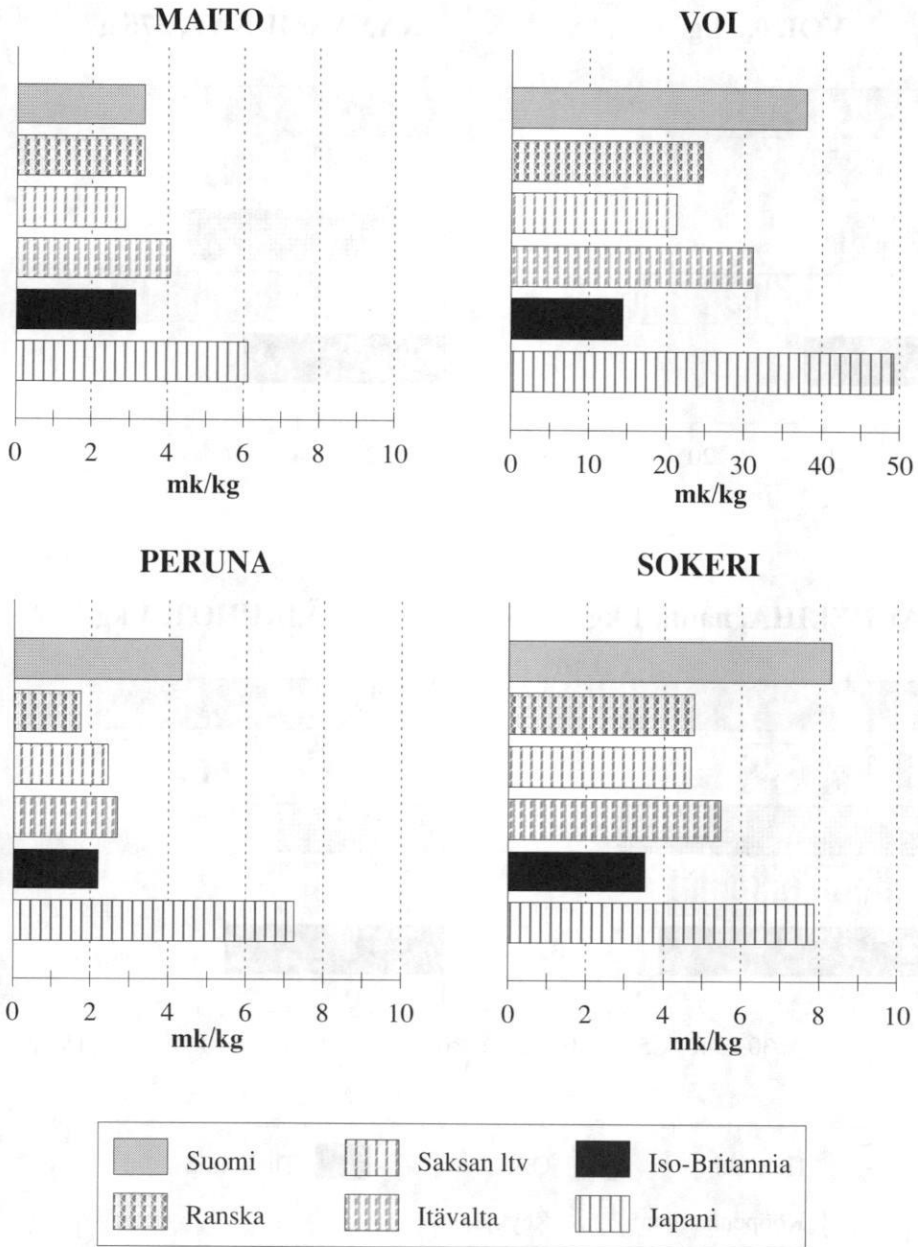 MAITO
VOI
0 2 4 6 8 10
mk/kg
0 10 20 30 40 50
mk/kg
PERUNA
SOKERI
0 2 4 6 8 10
mk/kg
0 2 4 6 8 10
mk/kg
Suomi
Saksan ltv
Iso-Britannia
Ranska
Itävalta
Japani